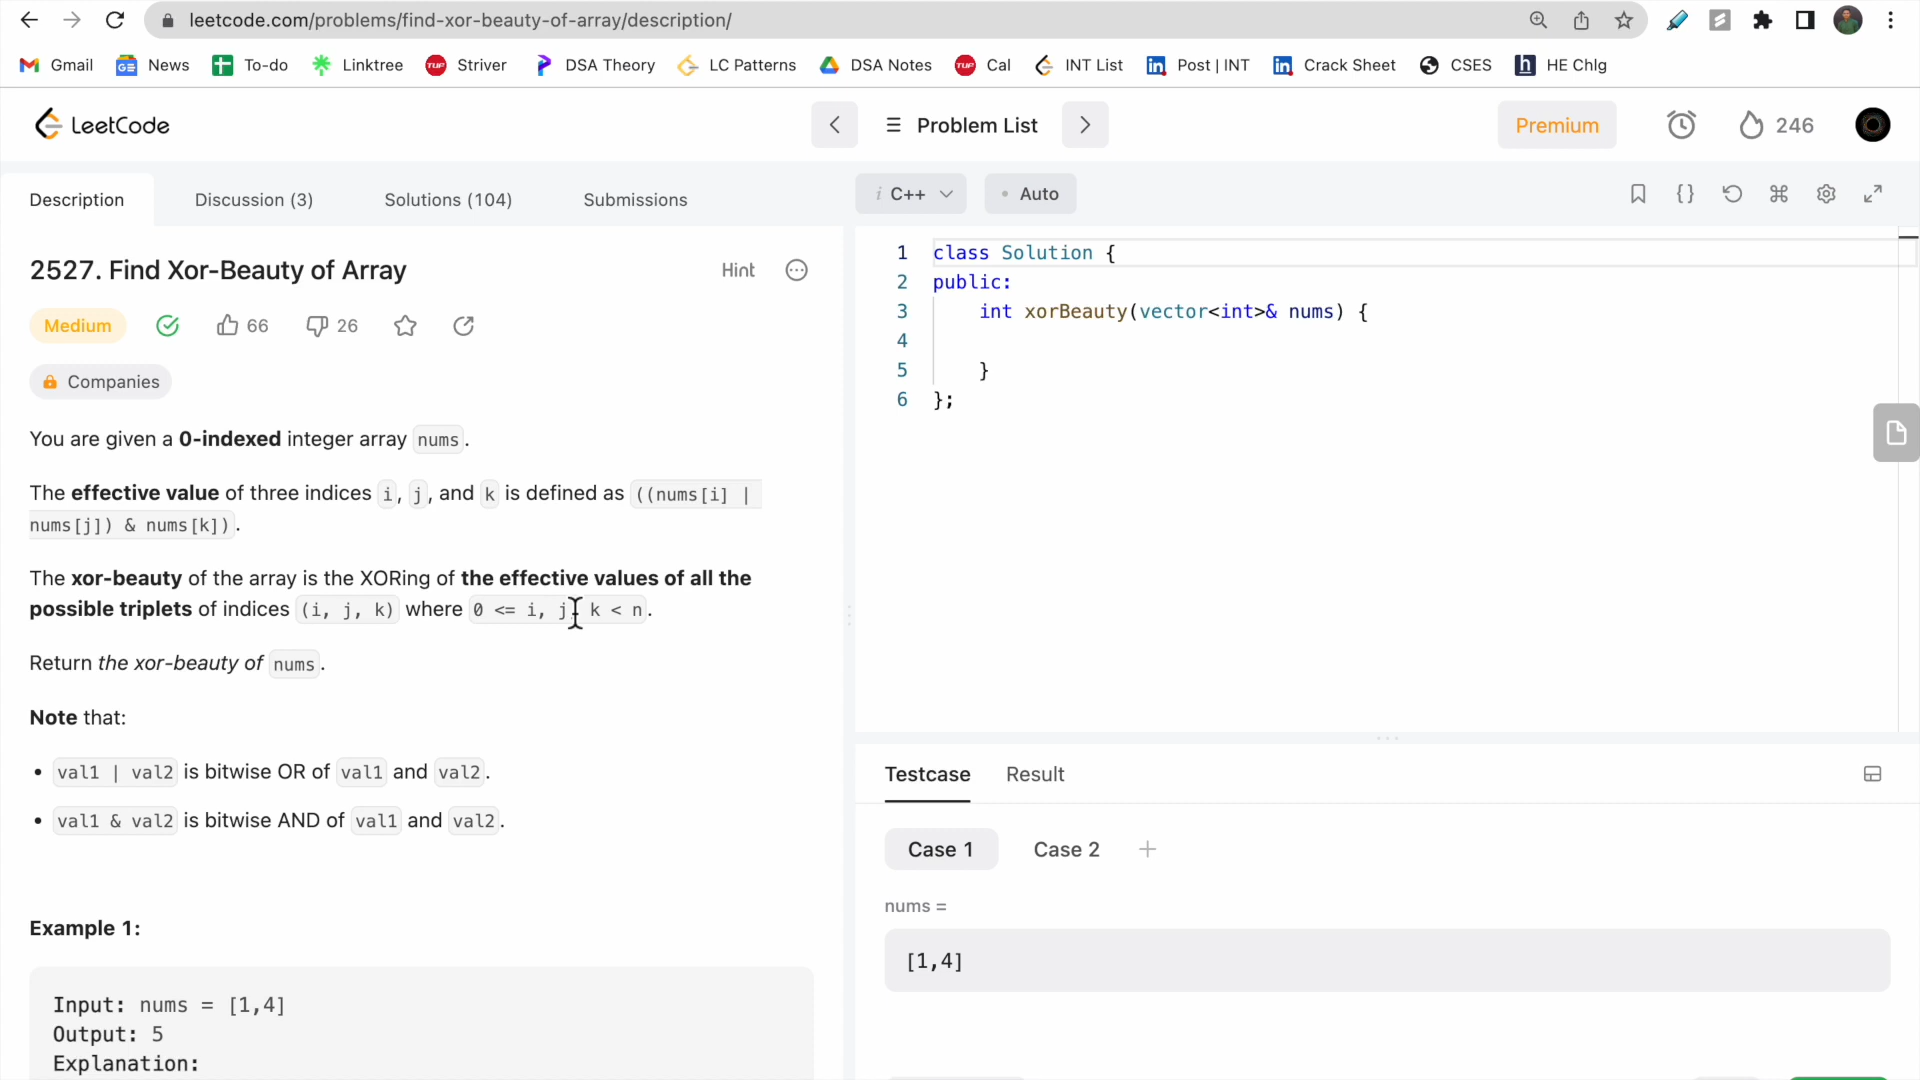 leetcode.com/problems/find-xor-beauty-of-array/description/
Gmail News To-do Linktree Striver DSA Theory LC Patterns DSA Notes Cal INT List Post | INT Crack Sheet CSES HE Chlg
LeetCode
Problem List
Premium
246
Description Discussion (3) Solutions (104) Submissions
2527. Find Xor-Beauty of Array
Hint
Medium
66
26
Companies
You are given a 0-indexed integer array nums.
The effective value of three indices i, j, and k is defined as ((nums[i] |
nums[j]) & nums[k]).
The xor-beauty of the array is the XORing of the effective values of all the
possible triplets of indices (i, j, k) where 0 <= i, j, k < n.
Return the xor-beauty of nums.
Note that:
• val1 | val2 is bitwise OR of val1 and val2.
• val1 & val2 is bitwise AND of val1 and val2.
Example 1:
Input: nums = [1,4]
Output: 5
Explanation:
i C++ • Auto
1 class Solution {
2 public:
3 int xorBeauty(vector<int>& nums) {
4
5 }
6 };
Testcase Result
Case 1 Case 2 +
nums =
[1,4]